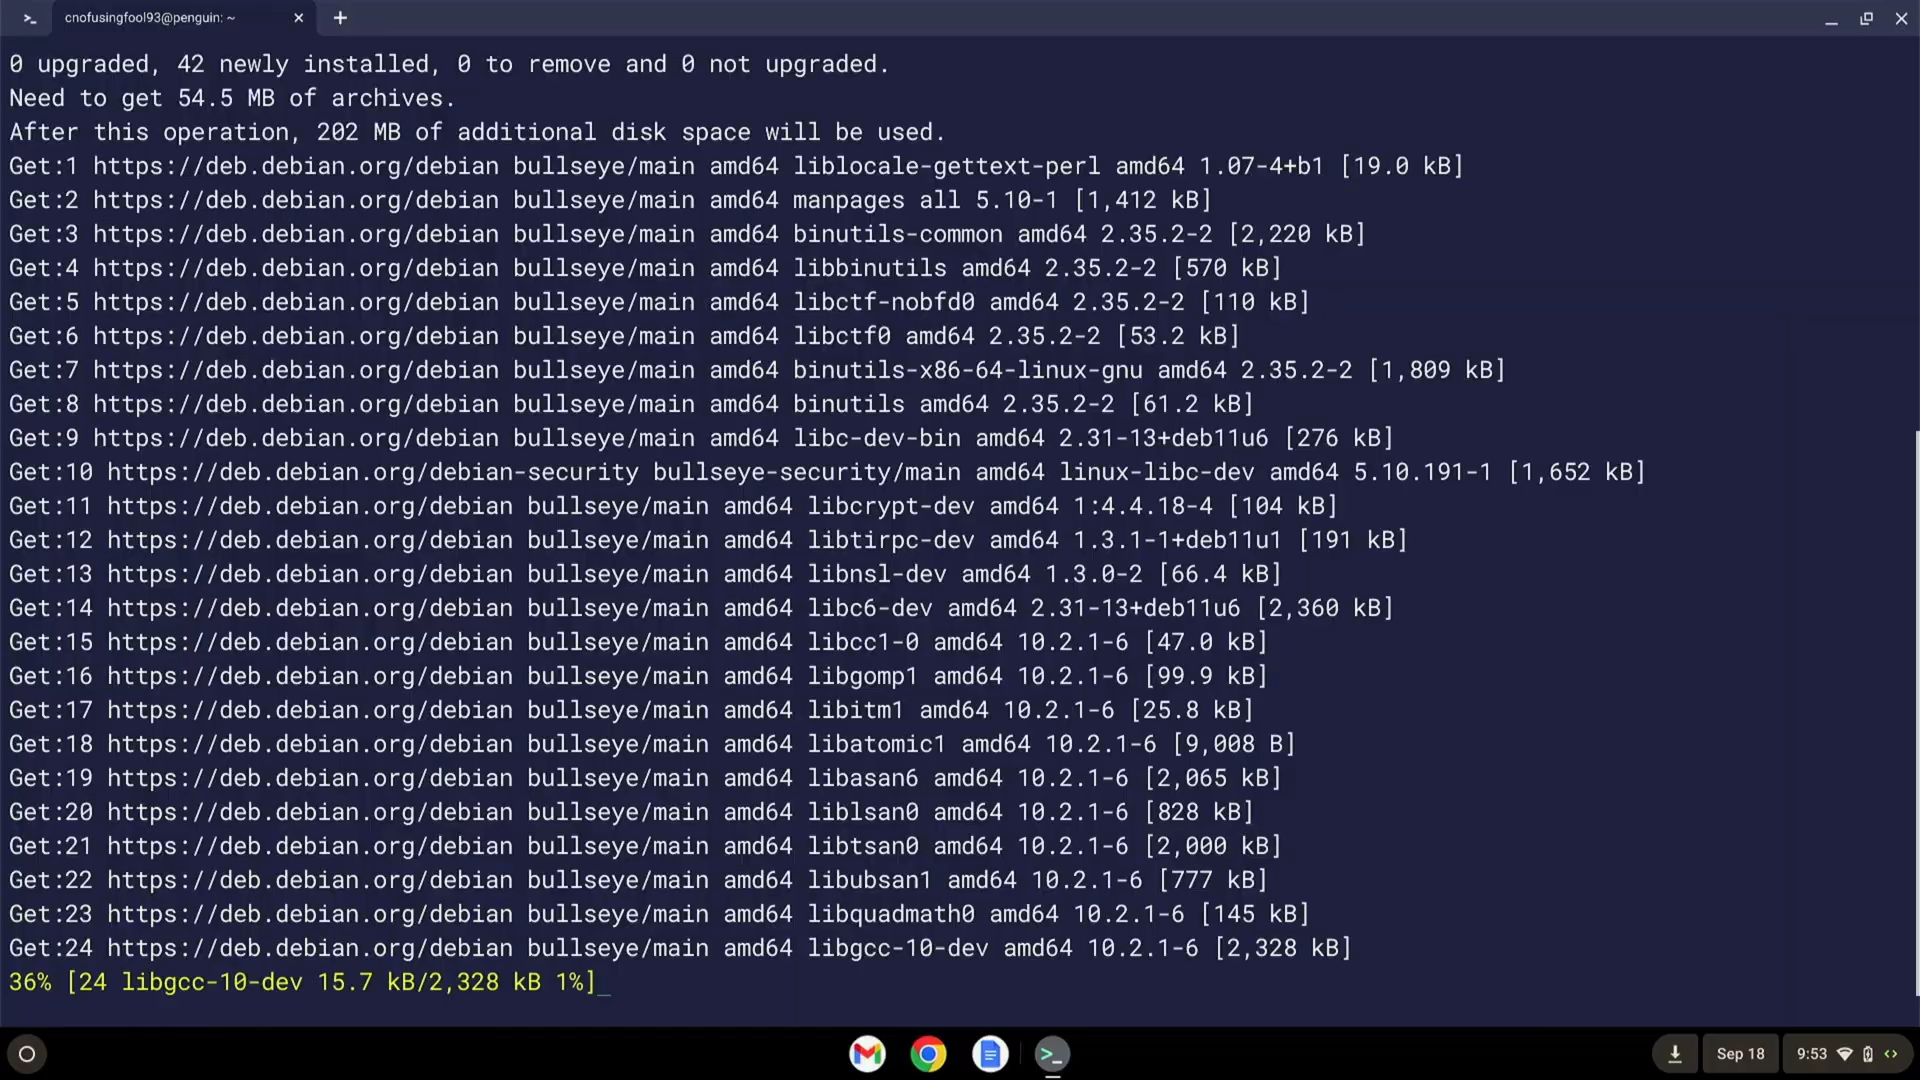 cnofusingfool93@penguin: ~
0 upgraded, 42 newly installed, 0 to remove and 0 not upgraded.
Need to get 54.5 MB of archives.
After this operation, 202 MB of additional disk space will be used.
Get:1 https://deb.debian.org/debian bullseye/main amd64 liblocale-gettext-perl amd64 1.07-4+b1 [19.0 kB]
Get:2 https://deb.debian.org/debian bullseye/main amd64 manpages all 5.10-1 [1,412 kB]
Get:3 https://deb.debian.org/debian bullseye/main amd64 binutils-common amd64 2.35.2-2 [2,220 kB]
Get:4 https://deb.debian.org/debian bullseye/main amd64 libbinutils amd64 2.35.2-2 [570 kB]
Get:5 https://deb.debian.org/debian bullseye/main amd64 libctf-nobfd0 amd64 2.35.2-2 [110 kB]
Get:6 https://deb.debian.org/debian bullseye/main amd64 libctf0 amd64 2.35.2-2 [53.2 kB]
Get:7 https://deb.debian.org/debian bullseye/main amd64 binutils-x86-64-linux-gnu amd64 2.35.2-2 [1,809 kB]
Get:8 https://deb.debian.org/debian bullseye/main amd64 binutils amd64 2.35.2-2 [61.2 kB]
Get:9 https://deb.debian.org/debian bullseye/main amd64 libc-dev-bin amd64 2.31-13+deb11u6 [276 kB]
Get:10 https://deb.debian.org/debian-security bullseye-security/main amd64 linux-libc-dev amd64 5.10.191-1 [1,652 kB]
Get:11 https://deb.debian.org/debian bullseye/main amd64 libcrypt-dev amd64 1:4.4.18-4 [104 kB]
Get:12 https://deb.debian.org/debian bullseye/main amd64 libtirpc-dev amd64 1.3.1-1+deb11u1 [191 kB]
Get:13 https://deb.debian.org/debian bullseye/main amd64 libnsl-dev amd64 1.3.0-2 [66.4 kB]
Get:14 https://deb.debian.org/debian bullseye/main amd64 libc6-dev amd64 2.31-13+deb11u6 [2,360 kB]
Get:15 https://deb.debian.org/debian bullseye/main amd64 libcc1-0 amd64 10.2.1-6 [47.0 kB]
Get:16 https://deb.debian.org/debian bullseye/main amd64 libgomp1 amd64 10.2.1-6 [99.9 kB]
Get:17 https://deb.debian.org/debian bullseye/main amd64 libitm1 amd64 10.2.1-6 [25.8 kB]
Get:18 https://deb.debian.org/debian bullseye/main amd64 libatomic1 amd64 10.2.1-6 [9,008 B]
Get:19 https://deb.debian.org/debian bullseye/main amd64 libasan6 amd64 10.2.1-6 [2,065 kB]
Get:20 https://deb.debian.org/debian bullseye/main amd64 liblsan0 amd64 10.2.1-6 [828 kB]
Get:21 https://deb.debian.org/debian bullseye/main amd64 libtsan0 amd64 10.2.1-6 [2,000 kB]
Get:22 https://deb.debian.org/debian bullseye/main amd64 libubsan1 amd64 10.2.1-6 [777 kB]
Get:23 https://deb.debian.org/debian bullseye/main amd64 libquadmath0 amd64 10.2.1-6 [145 kB]
Get:24 https://deb.debian.org/debian bullseye/main amd64 libgcc-10-dev amd64 10.2.1-6 [2,328 kB]
36% [24 libgcc-10-dev 15.7 kB/2,328 kB 1%]
Sep 18
9:53